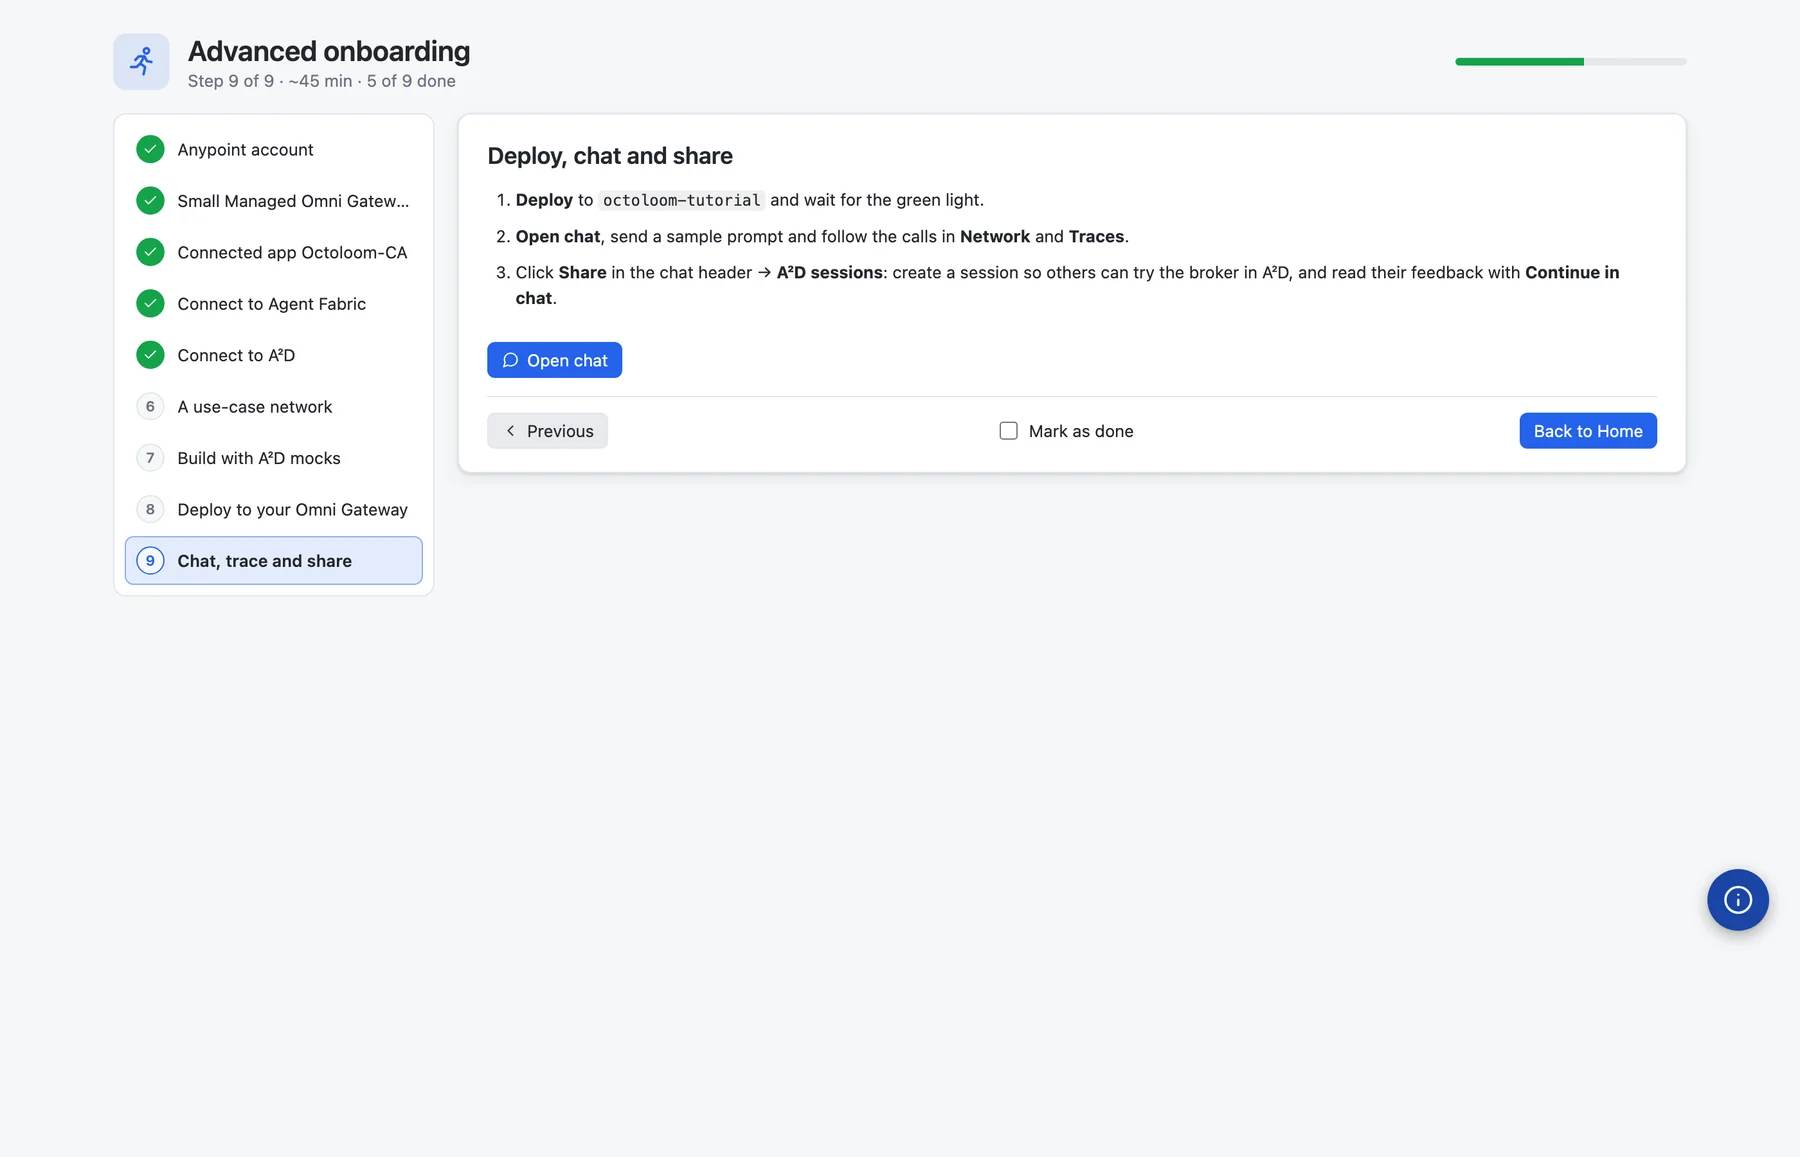 Advanced onboarding
Step 9 of 9 · ~45 min · 5 of 9 done
Anypoint account
Small Managed Omni Gatew...
Connected app Octoloom-CA
Connect to Agent Fabric
Connect to A²D
6 A use-case network
7 Build with A²D mocks
8 Deploy to your Omni Gateway
9 Chat, trace and share
Deploy, chat and share
1. Deploy to octoloom-tutorial and wait for the green light.
2. Open chat, send a sample prompt and follow the calls in Network and Traces.
3. Click Share in the chat header → A²D sessions: create a session so others can try the broker in A²D, and read their feedback with Continue in
chat.
Open chat
Previous
Mark as done
Back to Home